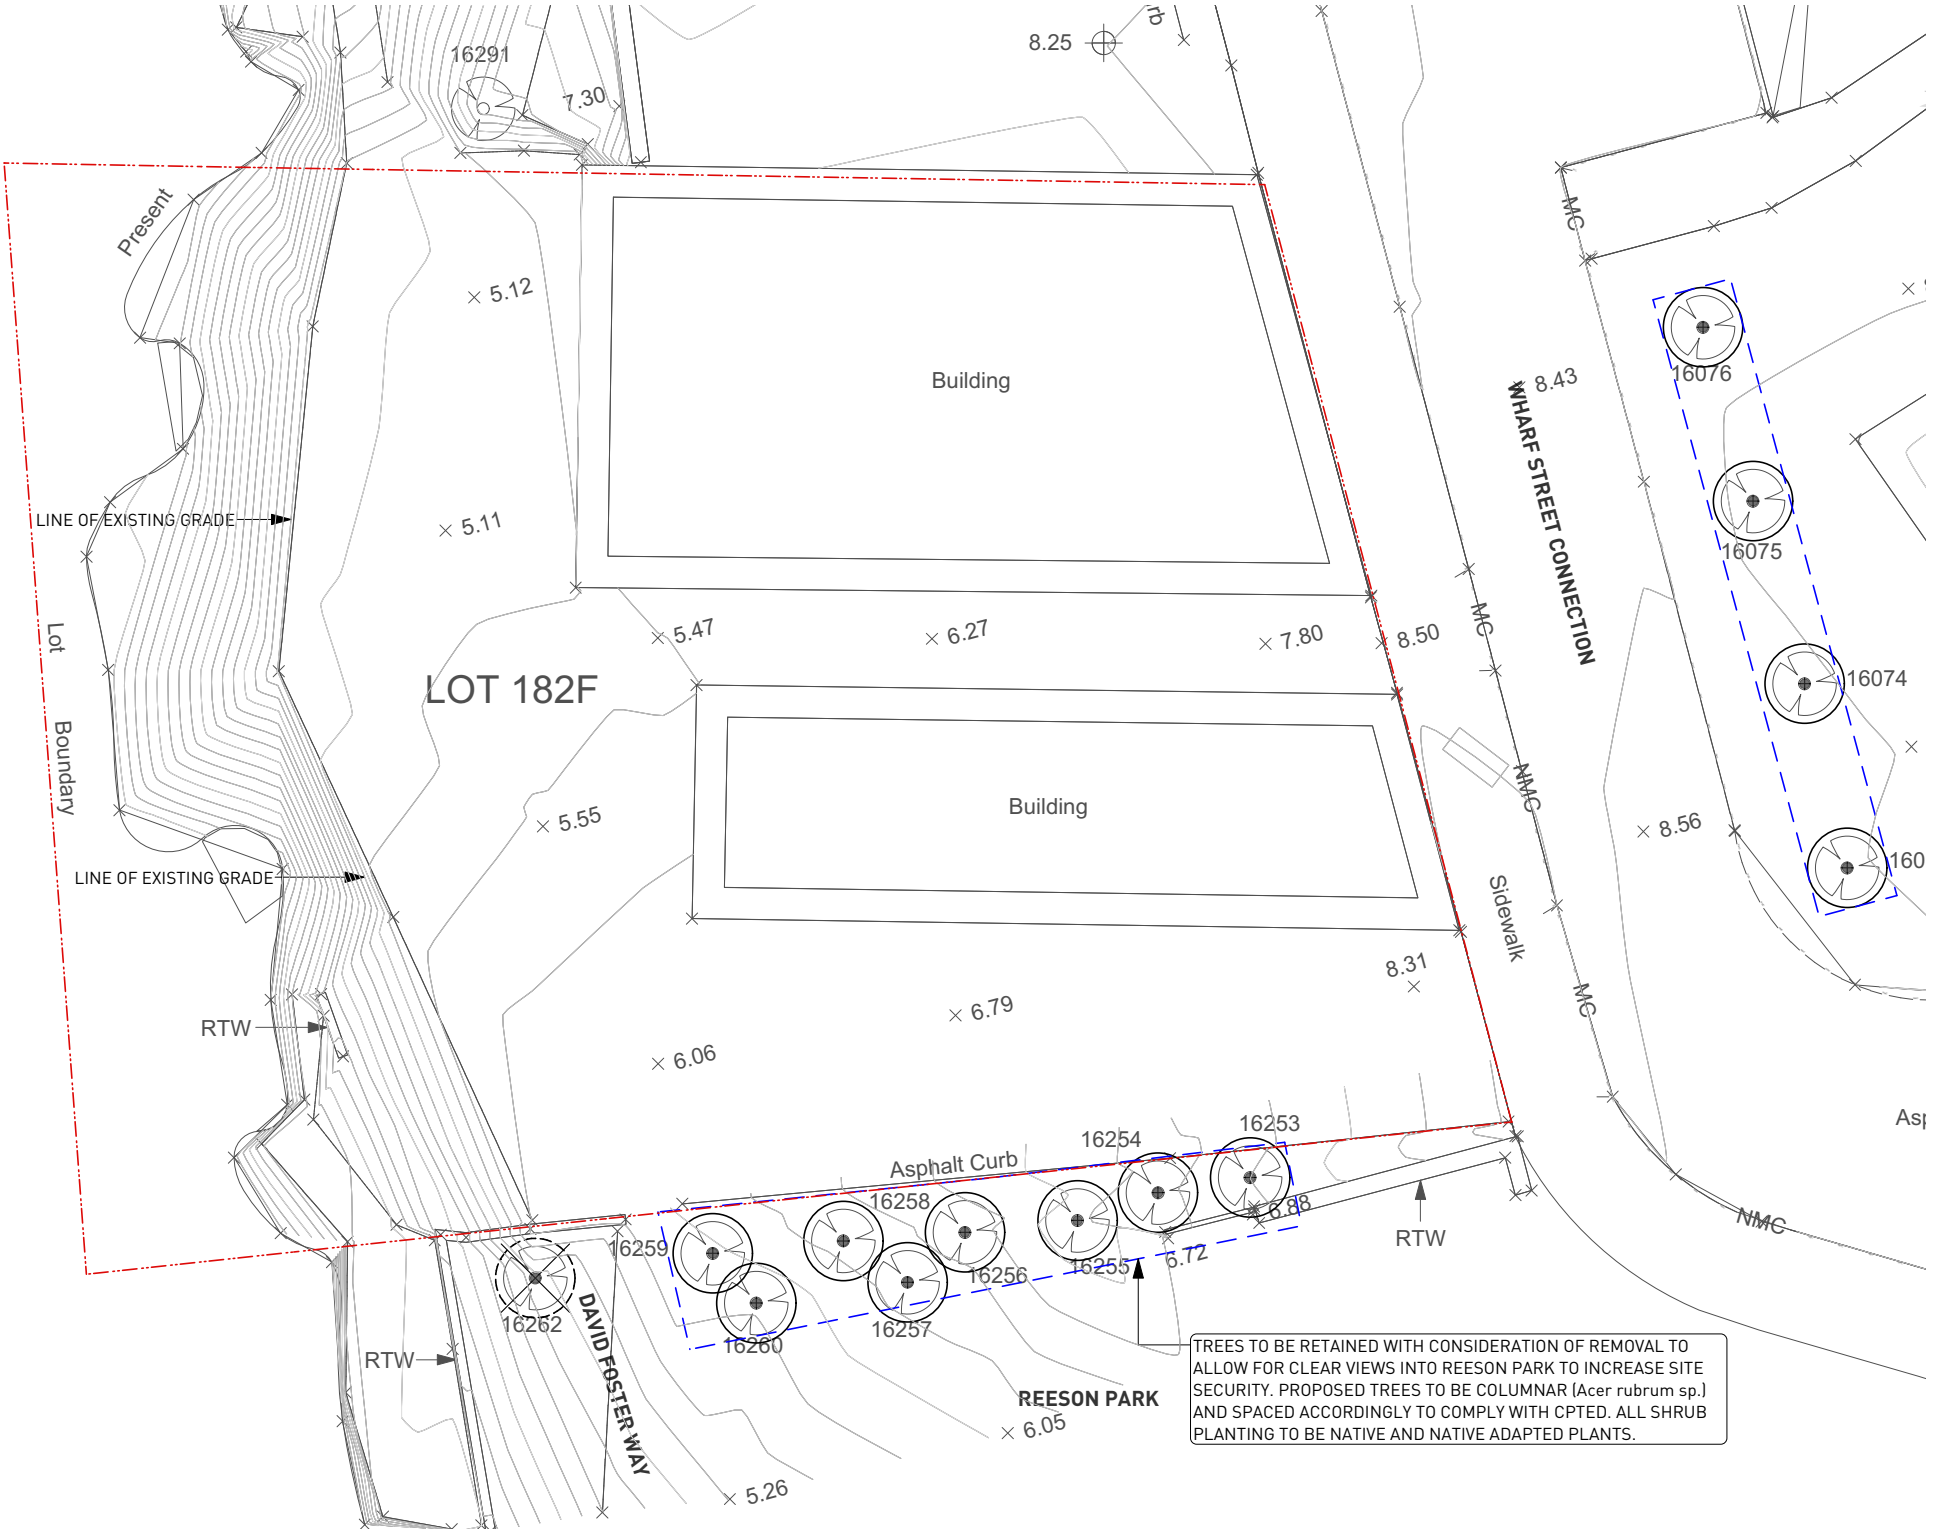 16291
7.30
8.25
Present
MC
5.12
Building
16076
8.43
WHARF STREET CONNECTION
LINE OF EXISTING GRADE
5.11
16075
Lot
Boundary
5.47
6.27
7.80
8.50
MC
LOT 182F
16074
NMC
5.55
Building
8.56
LINE OF EXISTING GRADE
Sidewalk
8.31
MC
RTW
6.79
6.06
16253
16254
Asphalt Curb
16258
6.88
16259
RTW
NMC
16256
16255
6.72
16262
16257
16260
DAVID FOSTER WAY
RTW
REESON PARK
6.05
5.26
TREES TO BE RETAINED WITH CONSIDERATION OF REMOVAL TO
ALLOW FOR CLEAR VIEWS INTO REESON PARK TO INCREASE SITE
SECURITY. PROPOSED TREES TO BE COLUMNAR (Acer rubrum sp.)
AND SPACED ACCORDINGLY TO COMPLY WITH CPTED. ALL SHRUB
PLANTING TO BE NATIVE AND NATIVE ADAPTED PLANTS.